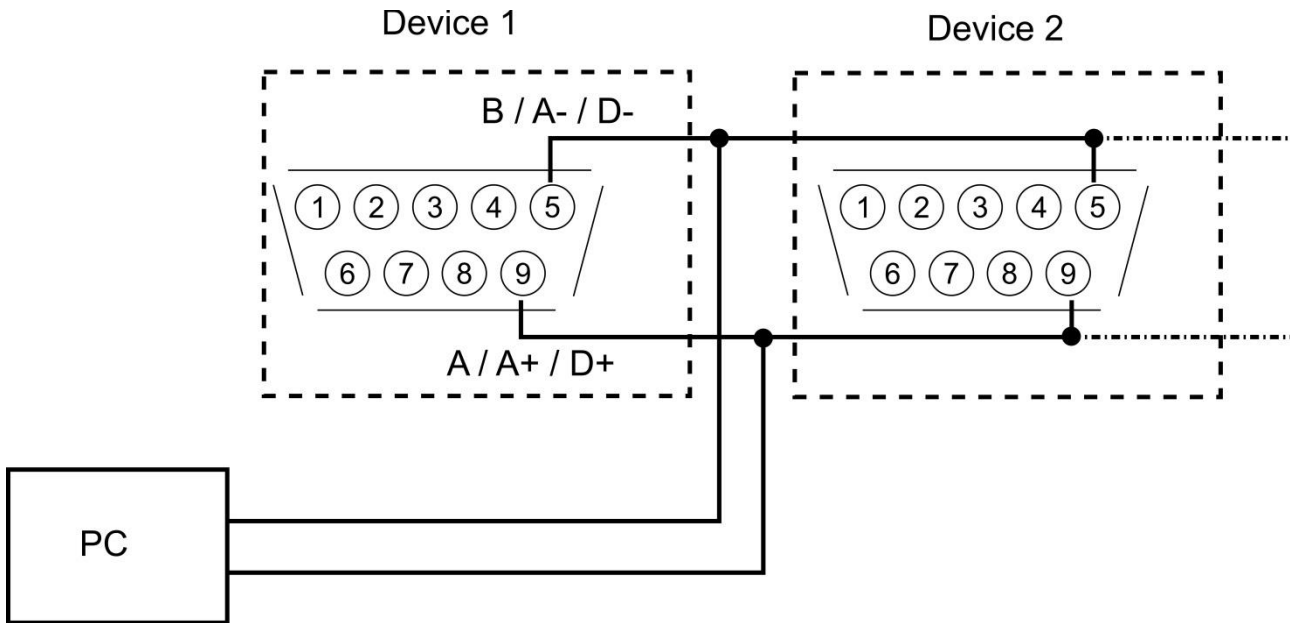 Device 1
Device 2
B / A- / D-
1 2 3 4 5
6 7 8 9
A / A+ / D+
1 2 3 4 5
6 7 8 9
PC